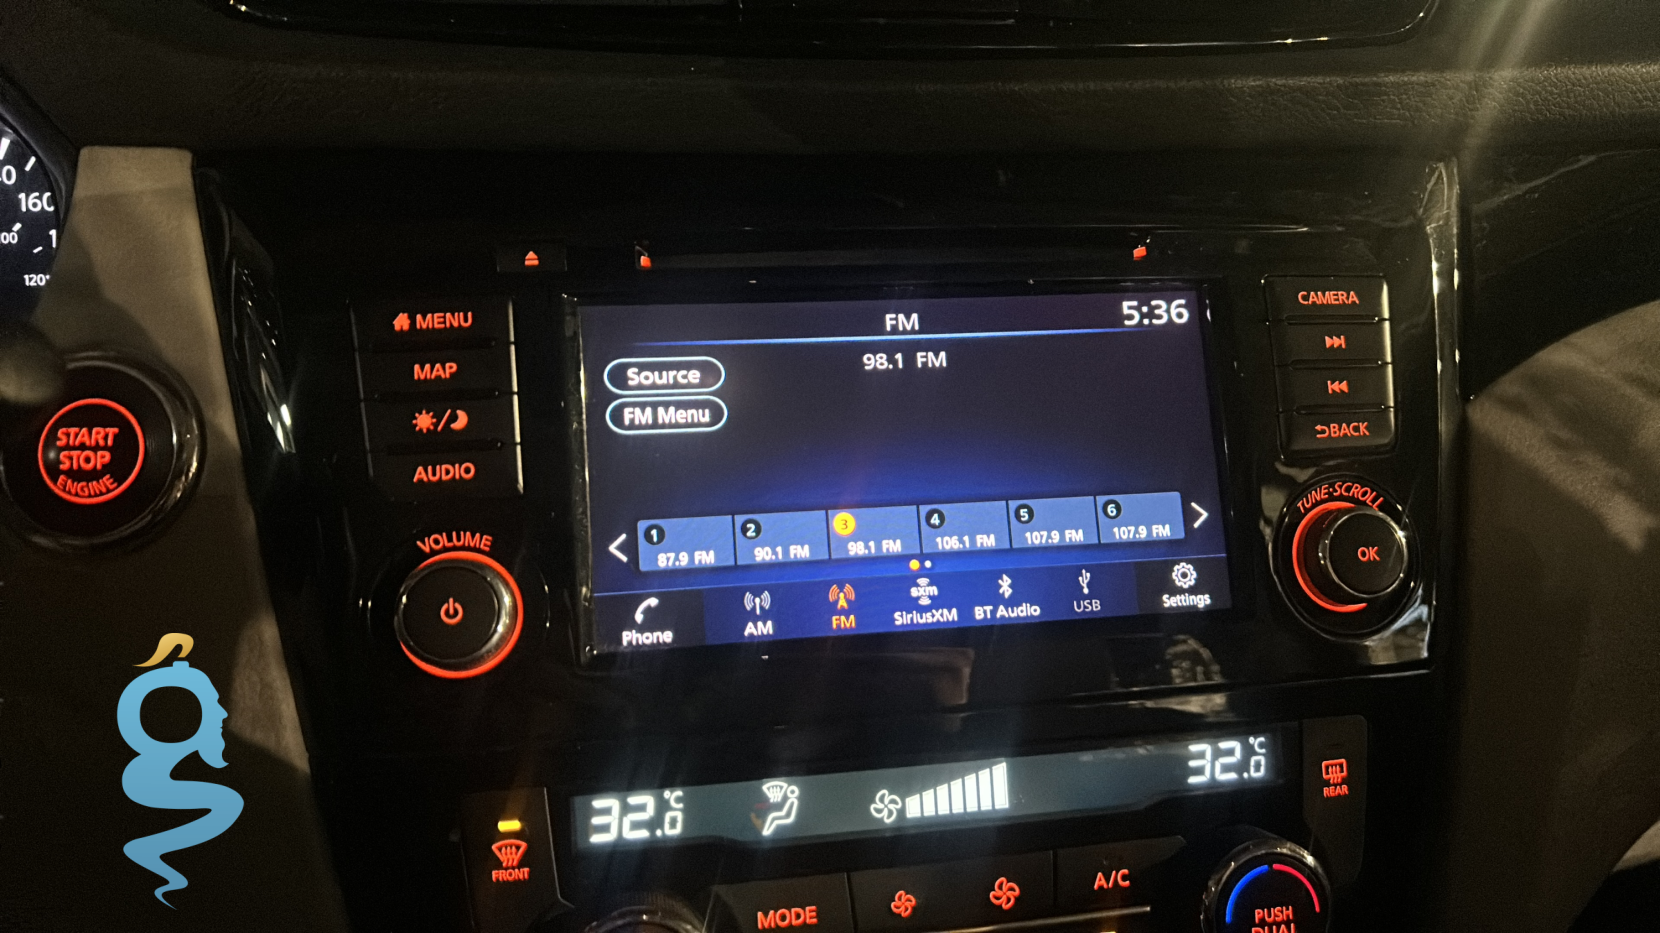 160
120
START
STOP
ENGINE
MENU
MAP
AUDIO
VOLUME
FM
5:36
98.1 FM
Source
FM Menu
1
87.9 FM
2
90.1 FM
3
98.1 FM
4
106.1 FM
5
107.9 FM
6
107.9 FM
Phone
AM
FM
sxm
SiriusXM
BT Audio
USB
Settings
CAMERA
BACK
TUNE·SCROLL
OK
32.0 °C
32.0 °C
FRONT
REAR
MODE
A/C
PUSH
DUAL